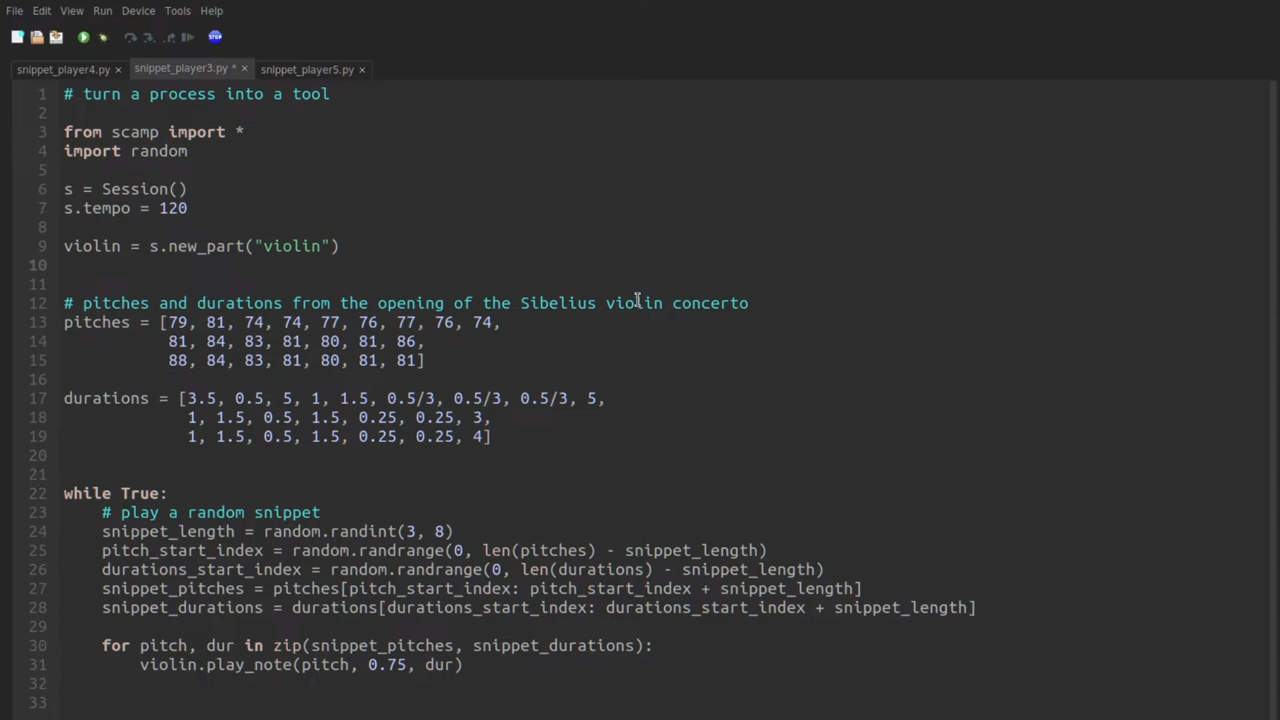 File Edit View Run Device Tools Help
STOP
snippet_player4.py × snippet_player3.py * × snippet_player5.py ×
1 # turn a process into a tool
2
3 from scamp import *
4 import random
5
6 s = Session()
7 s.tempo = 120
8
9 violin = s.new_part("violin")
10
11
12 # pitches and durations from the opening of the Sibelius violin concerto
13 pitches = [79, 81, 74, 74, 77, 76, 77, 76, 74,
14 81, 84, 83, 81, 80, 81, 86,
15 88, 84, 83, 81, 80, 81, 81]
16
17 durations = [3.5, 0.5, 5, 1, 1.5, 0.5/3, 0.5/3, 0.5/3, 5,
18 1, 1.5, 0.5, 1.5, 0.25, 0.25, 3,
19 1, 1.5, 0.5, 1.5, 0.25, 0.25, 4]
20
21
22 while True:
23 # play a random snippet
24 snippet_length = random.randint(3, 8)
25 pitch_start_index = random.randrange(0, len(pitches) - snippet_length)
26 durations_start_index = random.randrange(0, len(durations) - snippet_length)
27 snippet_pitches = pitches[pitch_start_index: pitch_start_index + snippet_length]
28 snippet_durations = durations[durations_start_index: durations_start_index + snippet_length]
29
30 for pitch, dur in zip(snippet_pitches, snippet_durations):
31 violin.play_note(pitch, 0.75, dur)
32
33